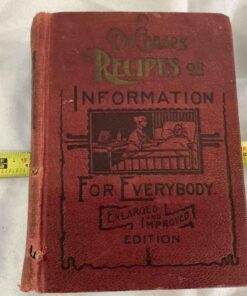 DR. CHASE'S
RECIPES OR
INFORMATION
FOR EVERYBODY.
ENLARGED AND IMPROVED
EDITION